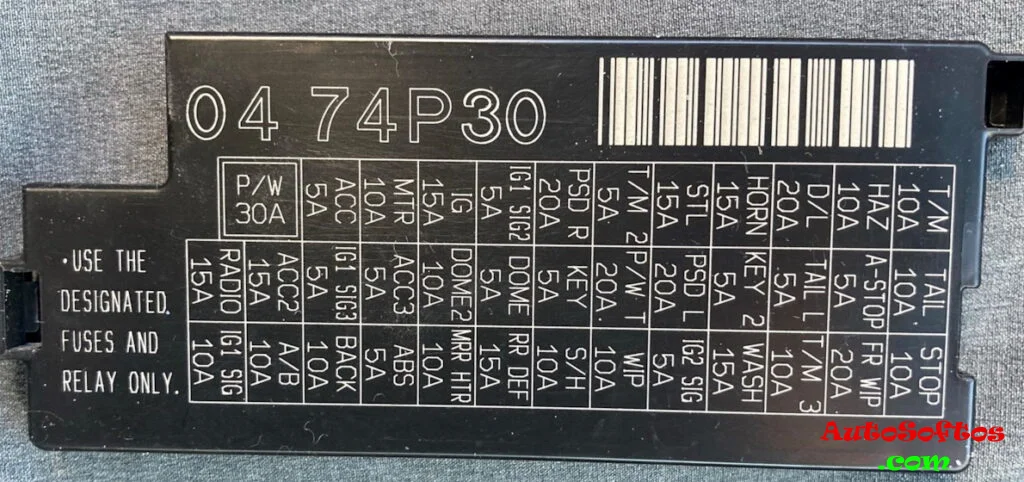 04 74P30
P/W
30A
T/M TAIL STOP
10A 10A 10A
HAZ A-STOP FR WIP
10A 5A 20A
D/L TAIL L T/M 3
20A 5A 10A
HORN KEY 2 WASH
15A 5A 15A
STL PSD L IG2 SIG
15A 20A 5A
T/M 2 P/W T WIP
5A 20A 10A
PSD R KEY S/H
20A 5A 10A
IG1 SIG2 DOME RR DEF
5A 5A 15A
IG DOME2 MRR HTR
15A 10A 10A
MTR ACC3 ABS
10A 5A 5A
ACC IG1 SIG3 BACK
5A 5A 10A
ACC2 A/B
15A 10A
RADIO IG1 SIG
15A 10A
•USE THE
DESIGNATED.
FUSES AND
RELAY ONLY.
AutoSoftos
.com